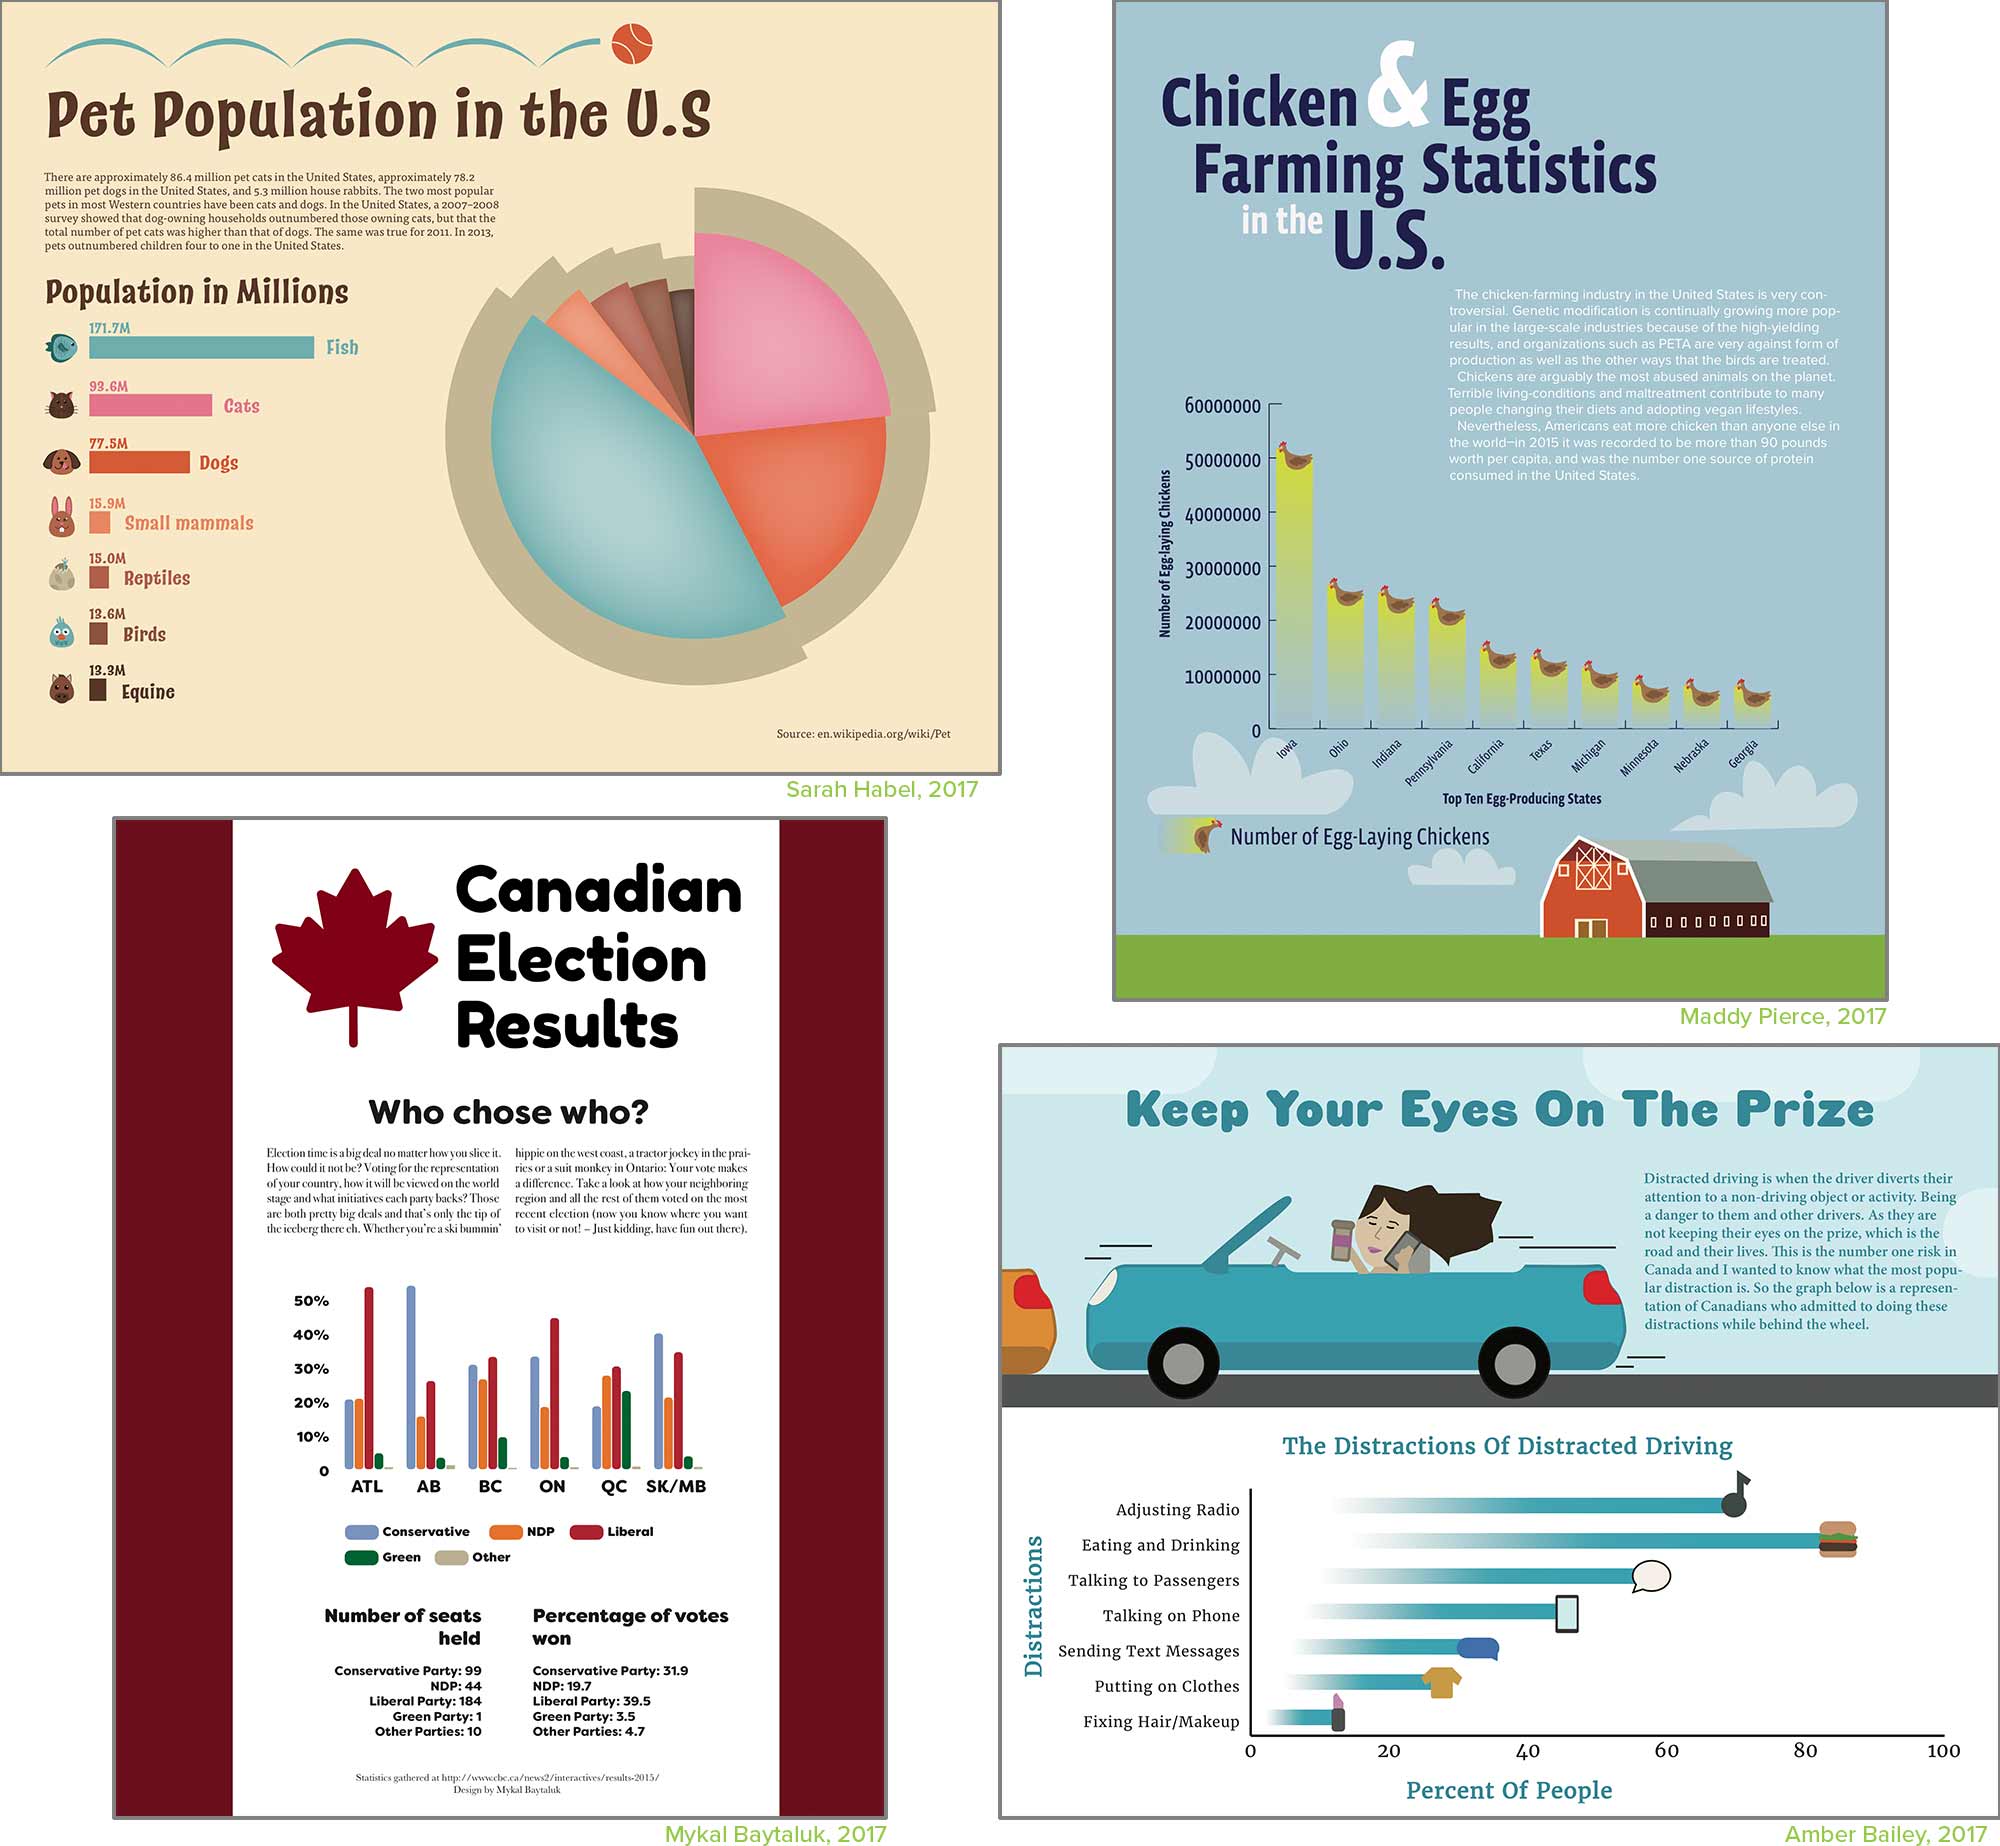 Pet Population in the U.S
There are approximately 86.4 million pet cats in the United States, approximately 78.2
million pet dogs in the United States, and 5.3 million house rabbits. The two most popular
pets in most Western countries have been cats and dogs. In the United States, a 2007–2008
survey showed that dog-owning households outnumbered those owning cats, but that the
total number of pet cats was higher than that of dogs. The same was true for 2011. In 2013,
pets outnumbered children four to one in the United States.
Population in Millions
171.7M
Fish
93.6M
Cats
77.5M
Dogs
15.9M
Small mammals
15.0M
Reptiles
13.6M
Birds
13.3M
Equine
Source: en.wikipedia.org/wiki/Pet
Sarah Habel, 2017
Chicken & Egg
Farming Statistics
in the U.S.
The chicken-farming industry in the United States is very con-
troversial. Genetic modification is continually growing more pop-
ular in the large-scale industries because of the high-yielding
results, and organizations such as PETA are very against form of
production as well as the other ways that the birds are treated.
Chickens are arguably the most abused animals on the planet.
Terrible living-conditions and maltreatment contribute to many
people changing their diets and adopting vegan lifestyles.
Nevertheless, Americans eat more chicken than anyone else in
the world—in 2015 it was recorded to be more than 90 pounds
worth per capita, and was the number one source of protein
consumed in the United States.
Number of Egg-laying Chickens
60000000
50000000
40000000
30000000
20000000
10000000
0
Iowa
Ohio
Indiana
Pennsylvania
California
Texas
Michigan
Minnesota
Nebraska
Georgia
Top Ten Egg-Producing States
Number of Egg-Laying Chickens
Maddy Pierce, 2017
Canadian
Election
Results
Who chose who?
Election time is a big deal no matter how you slice it.
How could it not be? Voting for the representation
of your country, how it will be viewed on the world
stage and what initiatives each party backs? Those
are both pretty big deals and that's only the tip of
the iceberg there eh. Whether you're a ski bummin'
hippie on the west coast, a tractor jockey in the prai-
ries or a suit monkey in Ontario: Your vote makes
a difference. Take a look at how your neighboring
region and all the rest of them voted on the most
recent election (now you know where you want
to visit or not! – Just kidding, have fun out there).
50%
40%
30%
20%
10%
0
ATL AB BC ON QC SK/MB
Conservative NDP Liberal
Green Other
Number of seats
held
Conservative Party: 99
NDP: 44
Liberal Party: 184
Green Party: 1
Other Parties: 10
Percentage of votes
won
Conservative Party: 31.9
NDP: 19.7
Liberal Party: 39.5
Green Party: 3.5
Other Parties: 4.7
Statistics gathered at http://www.cbc.ca/news2/interactives/results-2015/
Design by Mykal Baytaluk
Mykal Baytaluk, 2017
Keep Your Eyes On The Prize
Distracted driving is when the driver diverts their
attention to a non-driving object or activity. Being
a danger to them and other drivers. As they are
not keeping their eyes on the prize, which is the
road and their lives. This is the number one risk in
Canada and I wanted to know what the most popu-
lar distraction is. So the graph below is a represen-
tation of Canadians who admitted to doing these
distractions while behind the wheel.
The Distractions Of Distracted Driving
Distractions
Adjusting Radio
Eating and Drinking
Talking to Passengers
Talking on Phone
Sending Text Messages
Putting on Clothes
Fixing Hair/Makeup
0 20 40 60 80 100
Percent Of People
Amber Bailey, 2017